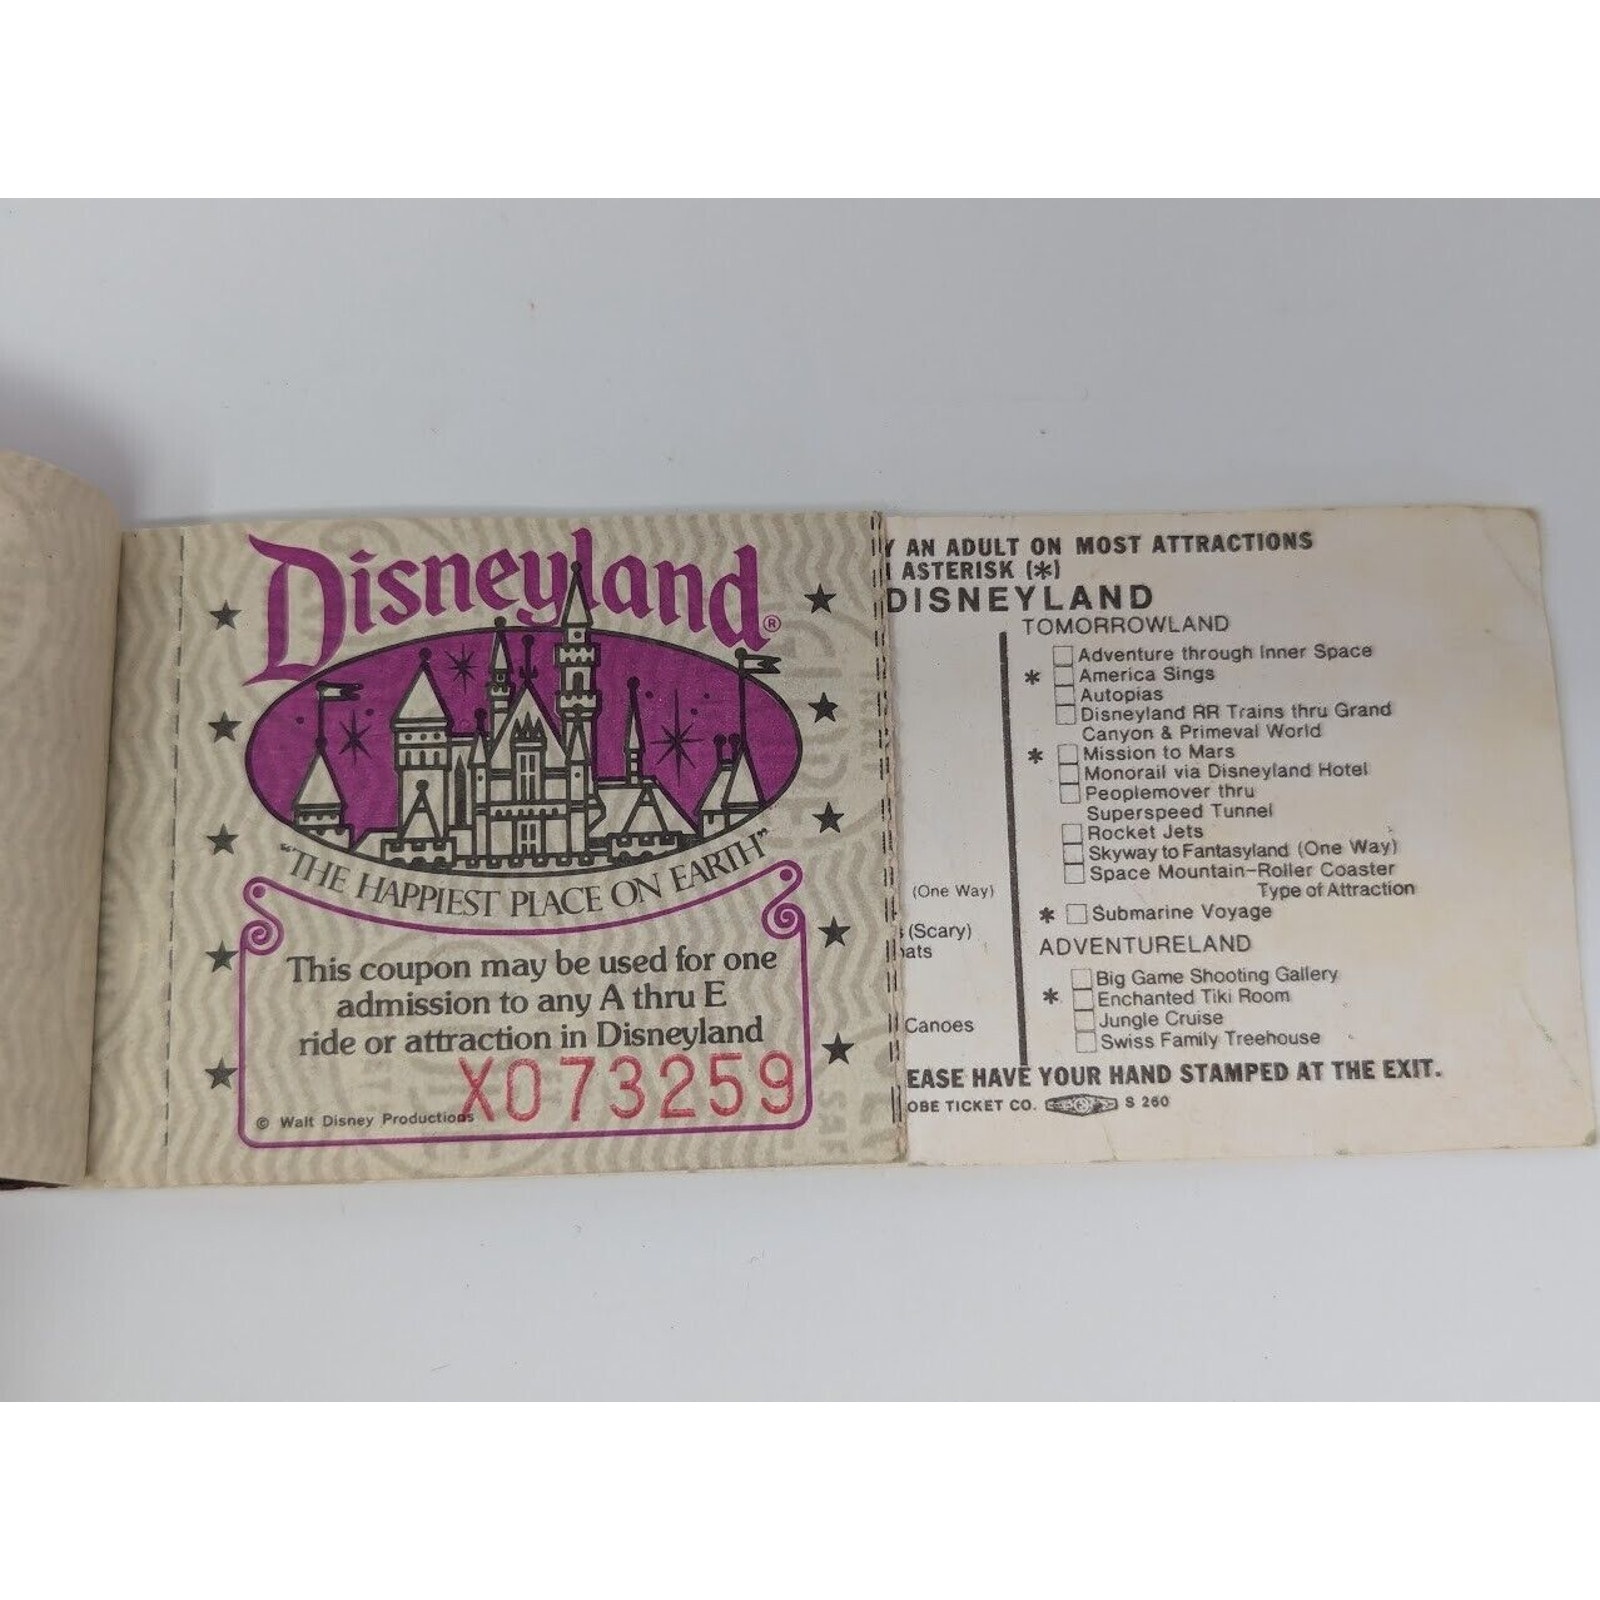 Disneyland®
"THE HAPPIEST PLACE ON EARTH"
This coupon may be used for one
admission to any A thru E
ride or attraction in Disneyland
X073259
© Walt Disney Productions
AN ADULT ON MOST ATTRACTIONS
ASTERISK (*)
DISNEYLAND
TOMORROWLAND
Adventure through Inner Space
* America Sings
Autopias
Disneyland RR Trains thru Grand
Canyon & Primeval World
* Mission to Mars
Monorail via Disneyland Hotel
Peoplemover thru
Superspeed Tunnel
Rocket Jets
Skyway to Fantasyland (One Way)
Space Mountain-Roller Coaster
Type of Attraction
* Submarine Voyage
ADVENTURELAND
Big Game Shooting Gallery
* Enchanted Tiki Room
Jungle Cruise
Swiss Family Treehouse
(One Way)
(Scary)
Canoes
EASE HAVE YOUR HAND STAMPED AT THE EXIT.
OBE TICKET CO. S 260